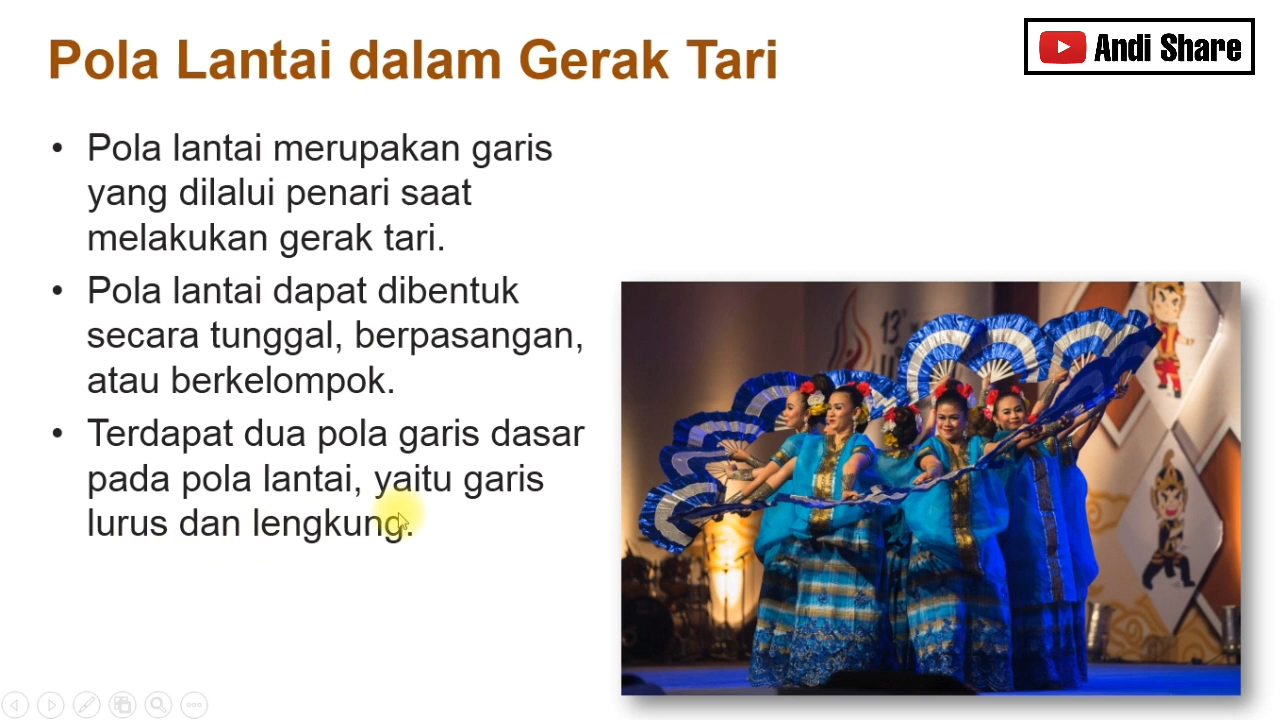 Pola Lantai dalam Gerak Tari
Andi Share
• Pola lantai merupakan garis
yang dilalui penari saat
melakukan gerak tari.
• Pola lantai dapat dibentuk
secara tunggal, berpasangan,
atau berkelompok.
• Terdapat dua pola garis dasar
pada pola lantai, yaitu garis
lurus dan lengkung.
13